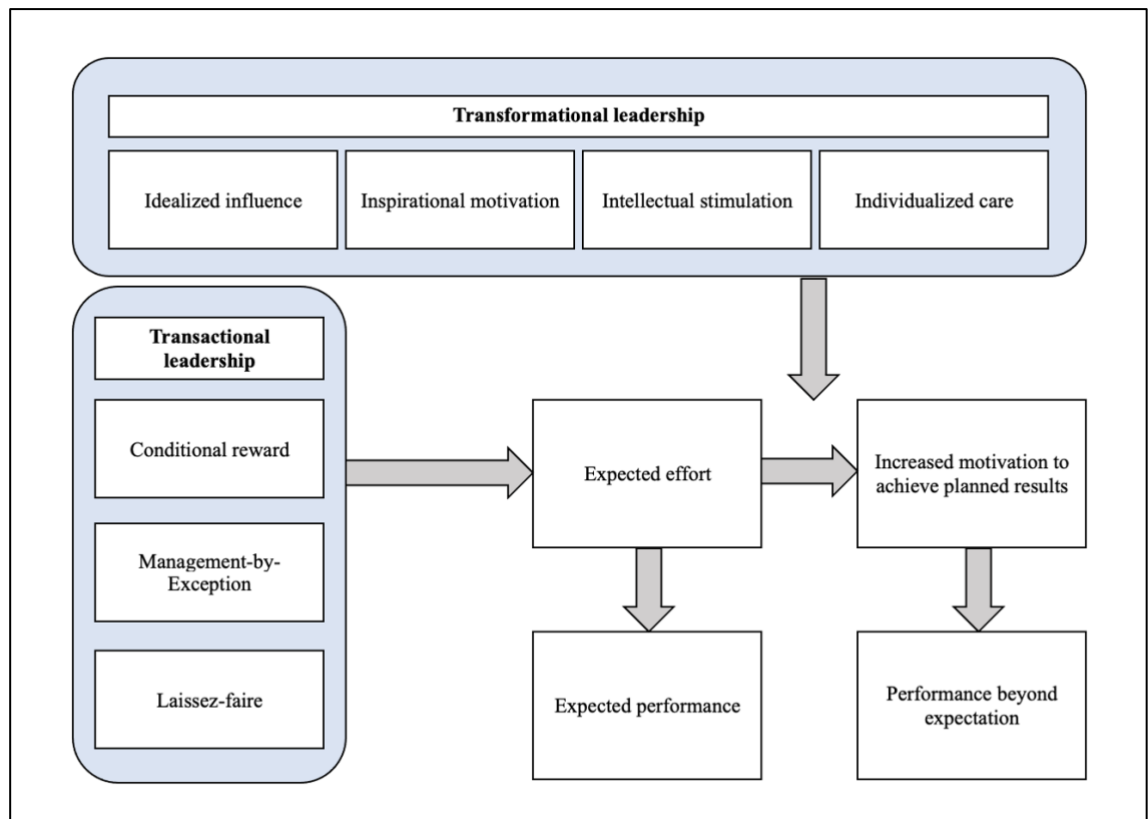 Transformational leadership
Idealized influence
Inspirational motivation
Intellectual stimulation
Individualized care
Transactional
leadership
Conditional reward
Management-by-
Exception
Laissez-faire
Expected effort
Increased motivation to
achieve planned results
Expected performance
Performance beyond
expectation